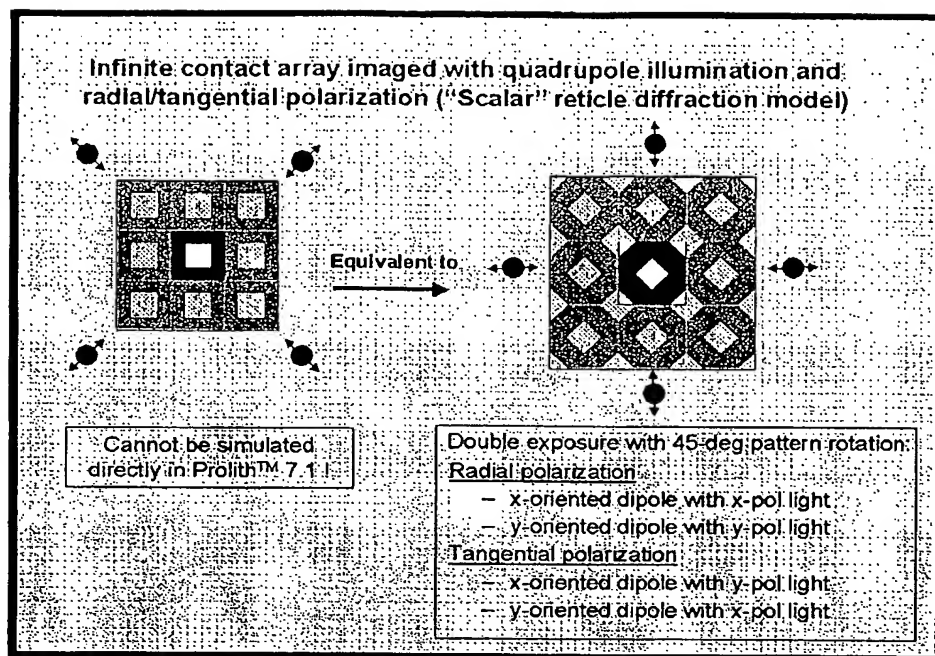 Infinite contact array imaged with quadrupole illumination and
radial/tangential polarization ("Scalar" reticle diffraction model)
Equivalent to
Cannot be simulated
directly in Prolith™ 7.1 !
Double exposure with 45-deg pattern rotation:
Radial polarization
– x-oriented dipole with x-pol light
– y-oriented dipole with y-pol light
Tangential polarization
– x-oriented dipole with y-pol light
– y-oriented dipole with x-pol light